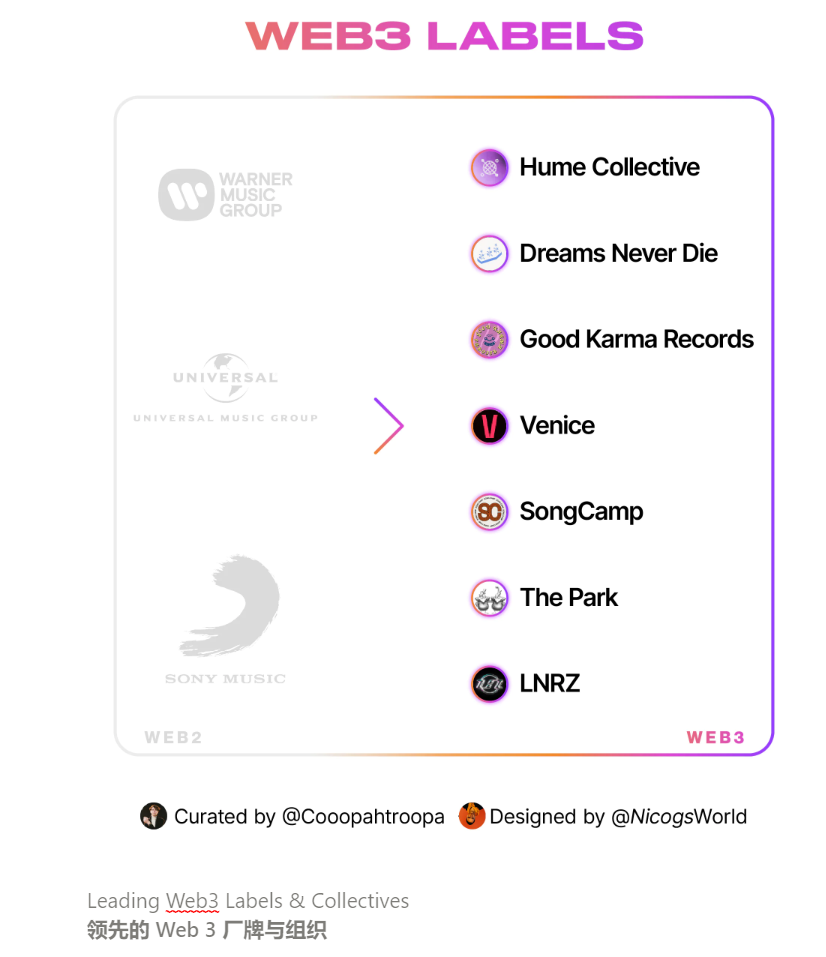 WEB3 LABELS
WARNER
MUSIC
GROUP
UNIVERSAL
UNIVERSAL MUSIC GROUP
SONY MUSIC
Hume Collective
Dreams Never Die
Good Karma Records
Venice
SongCamp
The Park
LNRZ
WEB2
WEB3
Curated by @Cooopahtroopa
Designed by @NicogsWorld
Leading Web3 Labels & Collectives
领先的 Web 3 厂牌与组织